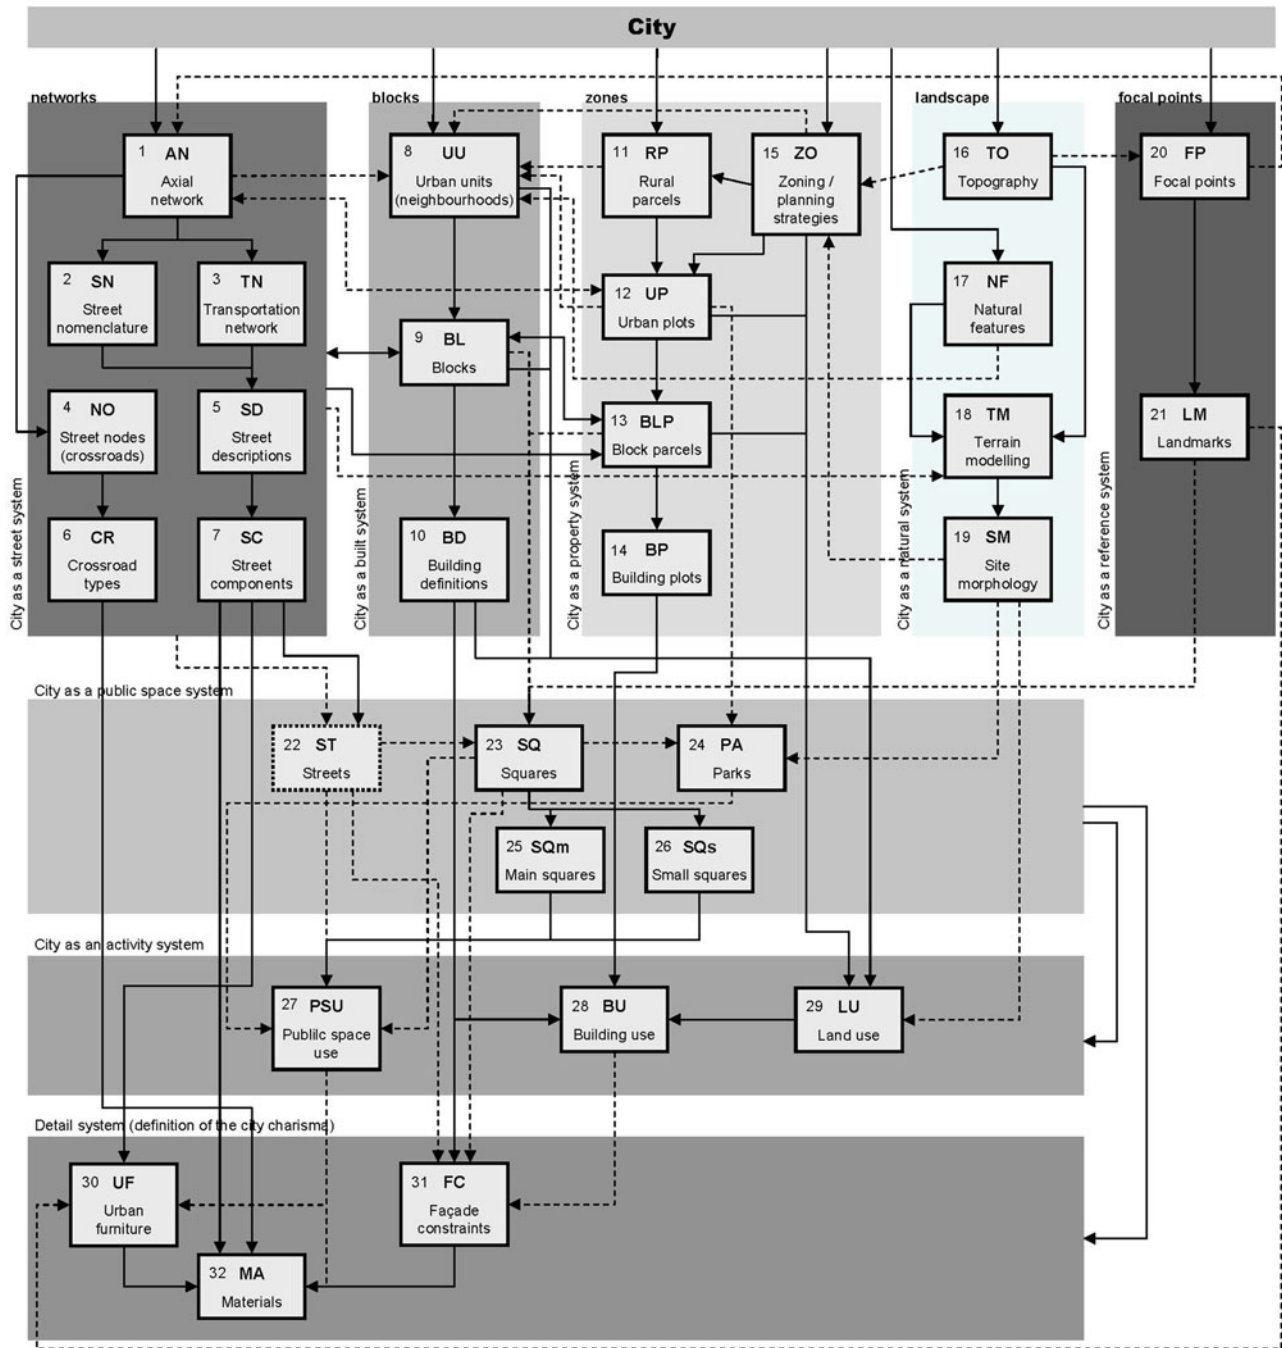 City
networks
blocks
zones
landscape
focal points
1 AN
Axial
network
8 UU
Urban units
(neighbourhoods)
11 RP
Rural
parcels
15 ZO
Zoning /
planning
strategies
16 TO
Topography
20 FP
Focal points
2 SN
Street
nomenclature
3 TN
Transportation
network
12 UP
Urban plots
17 NF
Natural
features
9 BL
Blocks
4 NO
Street nodes
(crossroads)
5 SD
Street
descriptions
13 BLP
Block parcels
18 TM
Terrain
modelling
21 LM
Landmarks
6 CR
Crossroad
types
7 SC
Street
components
10 BD
Building
definitions
14 BP
Building plots
19 SM
Site
morphology
City as a street system
City as a built system
City as a property system
City as a natural system
City as a reference system
City as a public space system
22 ST
Streets
23 SQ
Squares
24 PA
Parks
25 SQm
Main squares
26 SQs
Small squares
City as an activity system
27 PSU
Publilc space
use
28 BU
Building use
29 LU
Land use
Detail system (definition of the city charisma)
30 UF
Urban
furniture
31 FC
Façade
constraints
32 MA
Materials